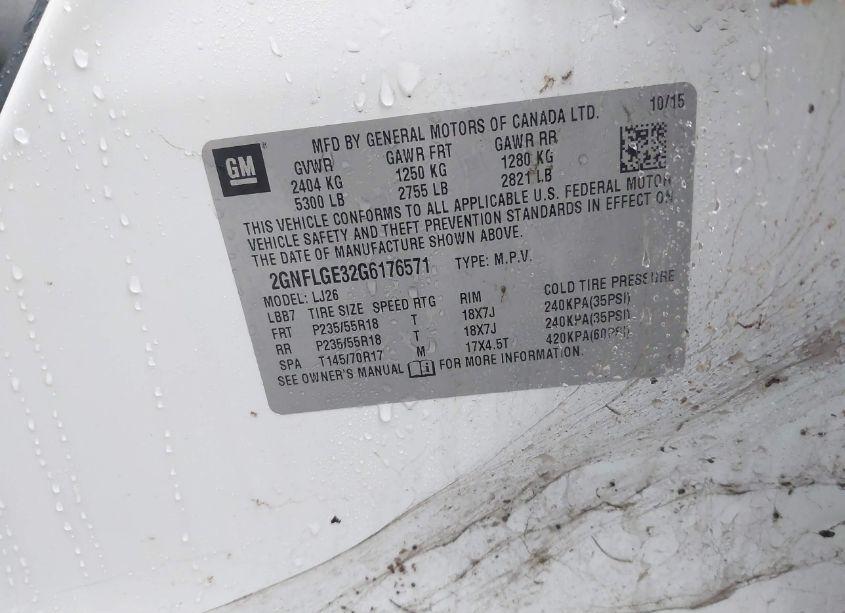 10/15
GM
MFD BY GENERAL MOTORS OF CANADA LTD.
GVWR GAWR FRT GAWR RR
2404 KG 1250 KG 1280 KG
5300 LB 2755 LB 2821 LB
THIS VEHICLE CONFORMS TO ALL APPLICABLE U.S. FEDERAL MOTOR
VEHICLE SAFETY AND THEFT PREVENTION STANDARDS IN EFFECT ON
THE DATE OF MANUFACTURE SHOWN ABOVE.
2GNFLGE32G6176571 TYPE: M.P.V.
MODEL: LJ26
LBB7 TIRE SIZE SPEED RTG RIM COLD TIRE PRESSURE
FRT P235/55R18 T 18X7J 240KPA(35PSI)
RR P235/55R18 T 18X7J 240KPA(35PSI)
SPA T145/70R17 M 17X4.5T 420KPA(60PSI)
SEE OWNER'S MANUAL FOR MORE INFORMATION.